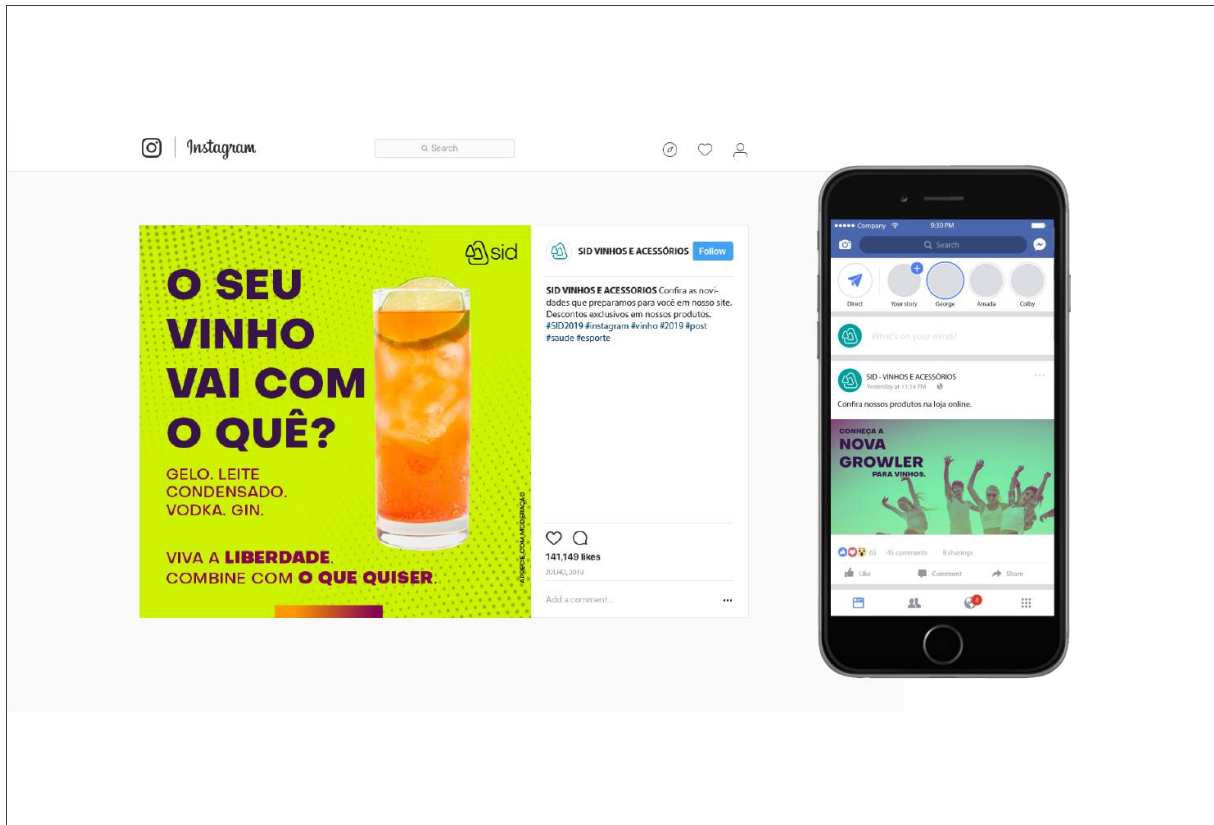 Instagram
Search
O SEU
VINHO
VAI COM
O QUÊ?
GELO. LEITE
CONDENSADO.
VODKA. GIN.
VIVA A LIBERDADE.
COMBINE COM O QUE QUISER.
APRECIE COM MODERAÇÃO
sid
SID VINHOS E ACESSÓRIOS Follow
SID VINHOS E ACESSORIOS Confira as novi-
dades que preparamos para você em nosso site.
Descontos exclusivos em nossos produtos.
#SID2019 #instagram #vinho #2019 #post
#saude #esporte
141,149 likes
JULHO, 2019
Add a comment...
Company 9:30 PM
Search
Direct Your story George Amada Colby
What's on your mind?
SID - VINHOS E ACESSÓRIOS
Yesterday at 11:14 PM
Confira nossos produtos na loja online.
CONHEÇA A
NOVA
GROWLER
PARA VINHOS.
65 45 comments 8 sharings
Like Comment Share